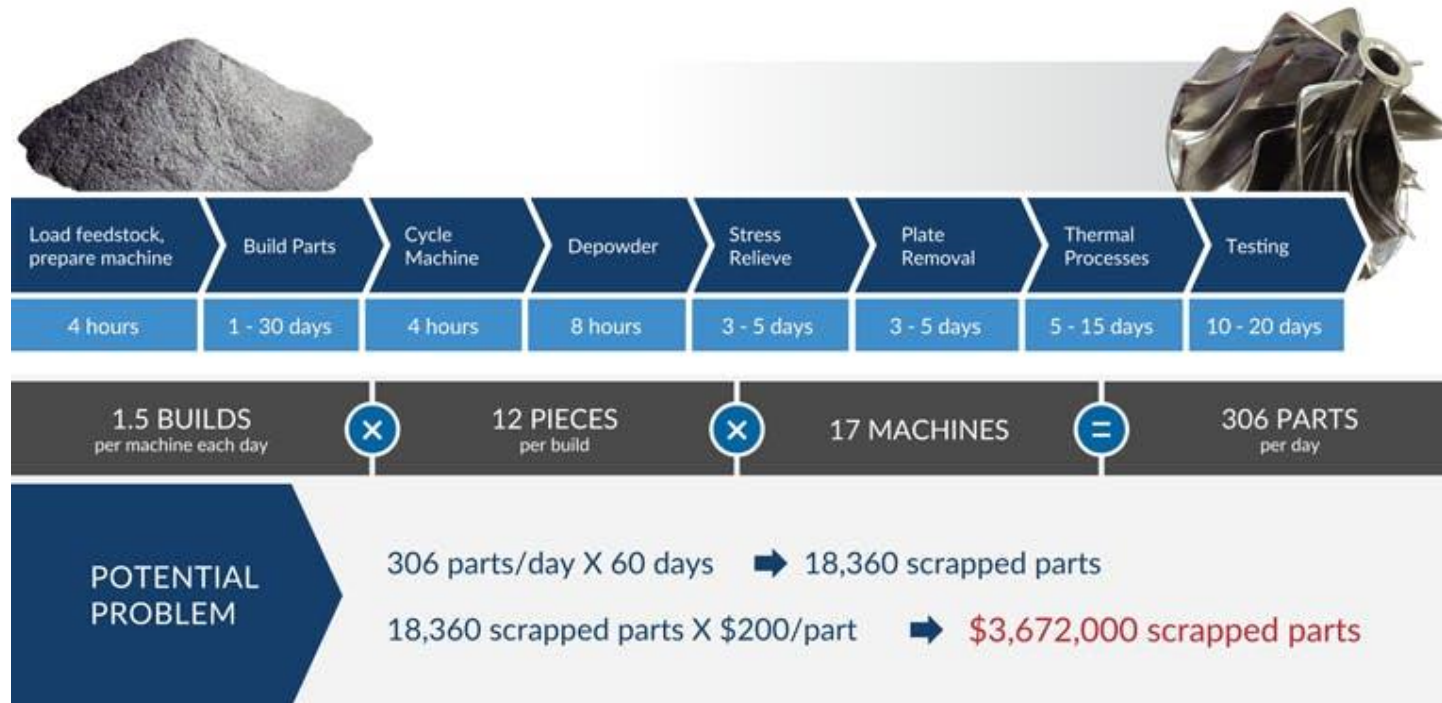 Load feedstock,
prepare machine
Build Parts
Cycle
Machine
Depowder
Stress
Relieve
Plate
Removal
Thermal
Processes
Testing
4 hours
1 - 30 days
4 hours
8 hours
3 - 5 days
3 - 5 days
5 - 15 days
10 - 20 days
1.5 BUILDS
per machine each day
×
12 PIECES
per build
×
17 MACHINES
=
306 PARTS
per day
POTENTIAL
PROBLEM
306 parts/day X 60 days ➡ 18,360 scrapped parts
18,360 scrapped parts X $200/part ➡ $3,672,000 scrapped parts